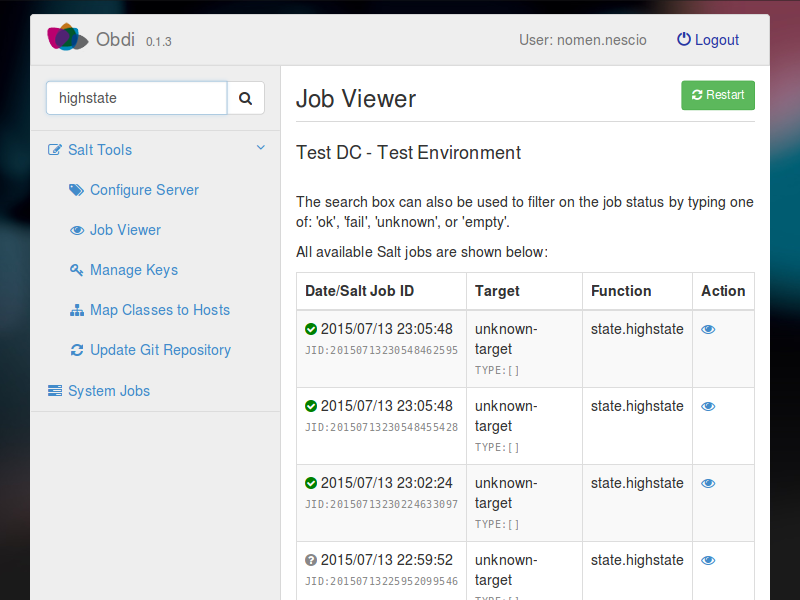 Obdi 0.1.3
User: nomen.nescio
Logout
highstate
Salt Tools
Configure Server
Job Viewer
Manage Keys
Map Classes to Hosts
Update Git Repository
System Jobs
Job Viewer
Restart
Test DC - Test Environment
The search box can also be used to filter on the job status by typing one
of: 'ok', 'fail', 'unknown', or 'empty'.
All available Salt jobs are shown below:
Date/Salt Job ID Target Function Action
2015/07/13 23:05:48 unknown- state.highstate
JID:20150713230548462595 target
TYPE:[]
2015/07/13 23:05:48 unknown- state.highstate
JID:20150713230548455428 target
TYPE:[]
2015/07/13 23:02:24 unknown- state.highstate
JID:20150713230224633097 target
TYPE:[]
2015/07/13 22:59:52 unknown- state.highstate
JID:20150713225952099546 target
TYPE:[]